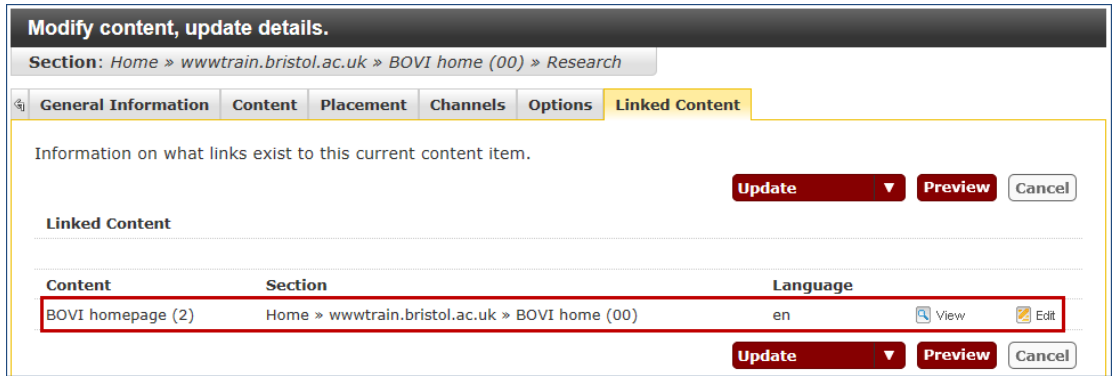 Modify content, update details.
Section: Home » wwwtrain.bristol.ac.uk » BOVI home (00) » Research
General Information Content Placement Channels Options Linked Content
Information on what links exist to this current content item.
Update ▼ Preview Cancel
Linked Content
Content Section Language
BOVI homepage (2) Home » wwwtrain.bristol.ac.uk » BOVI home (00) en View Edit
Update ▼ Preview Cancel